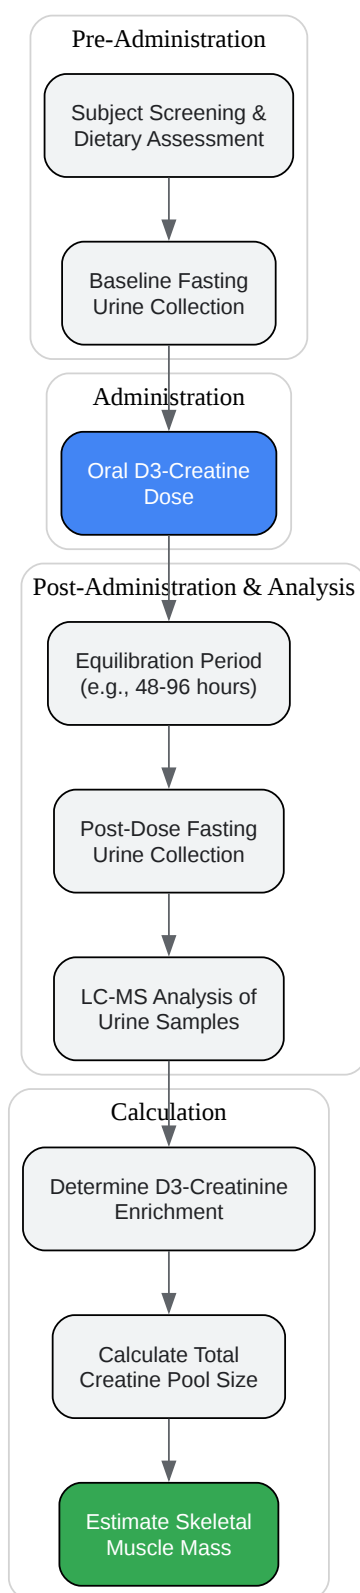 Pre-Administration
Subject Screening &
Dietary Assessment
Baseline Fasting
Urine Collection
Administration
Oral D3-Creatine
Dose
Post-Administration & Analysis
Equilibration Period
(e.g., 48-96 hours)
Post-Dose Fasting
Urine Collection
LC-MS Analysis of
Urine Samples
Calculation
Determine D3-Creatinine
Enrichment
Calculate Total
Creatine Pool Size
Estimate Skeletal
Muscle Mass